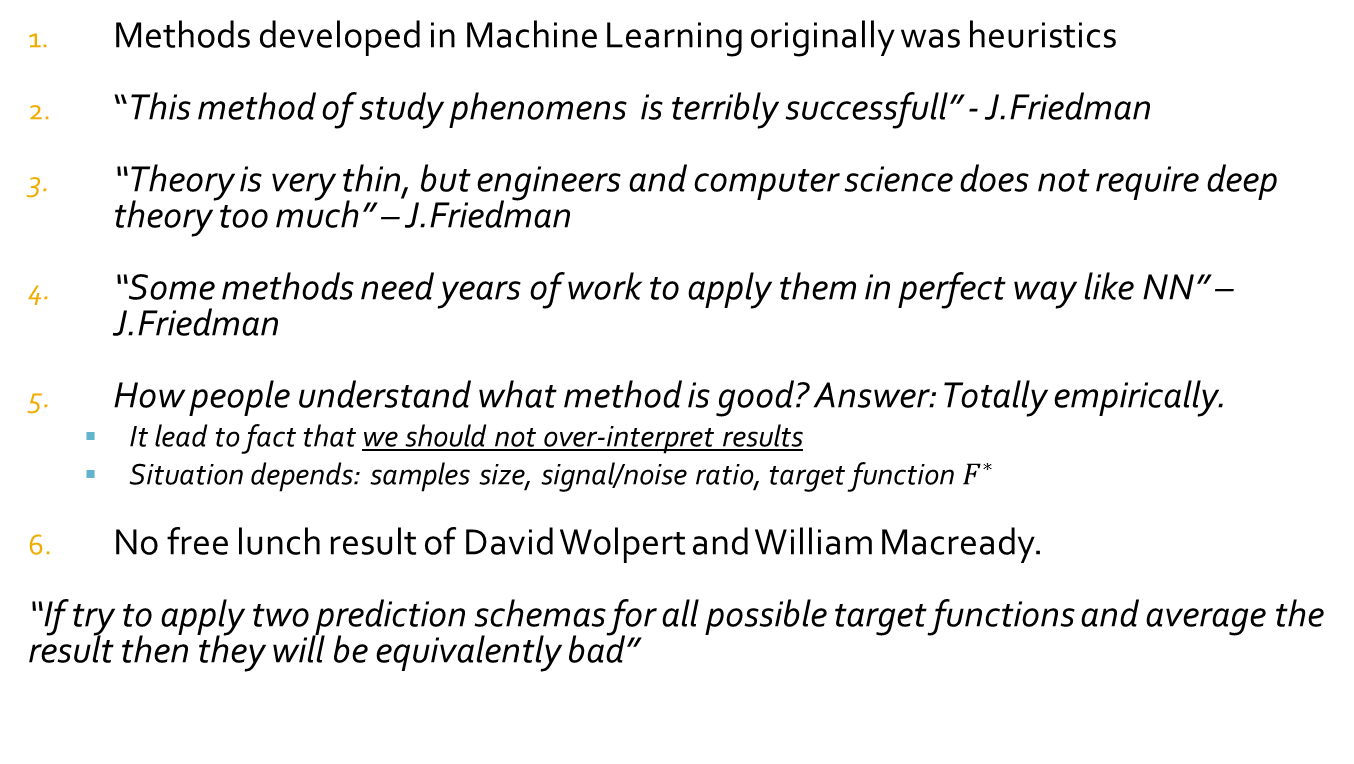 1. Methods developed in Machine Learning originally was heuristics
2. “This method of study phenomens is terribly successfull” - J.Friedman
3. “Theory is very thin, but engineers and computer science does not require deep
theory too much” – J.Friedman
4. “Some methods need years of work to apply them in perfect way like NN” –
J.Friedman
5. How people understand what method is good? Answer: Totally empirically.
▪ It lead to fact that we should not over-interpret results
▪ Situation depends: samples size, signal/noise ratio, target function F*
6. No free lunch result of David Wolpert and William Macready.
“If try to apply two prediction schemas for all possible target functions and average the
result then they will be equivalently bad”